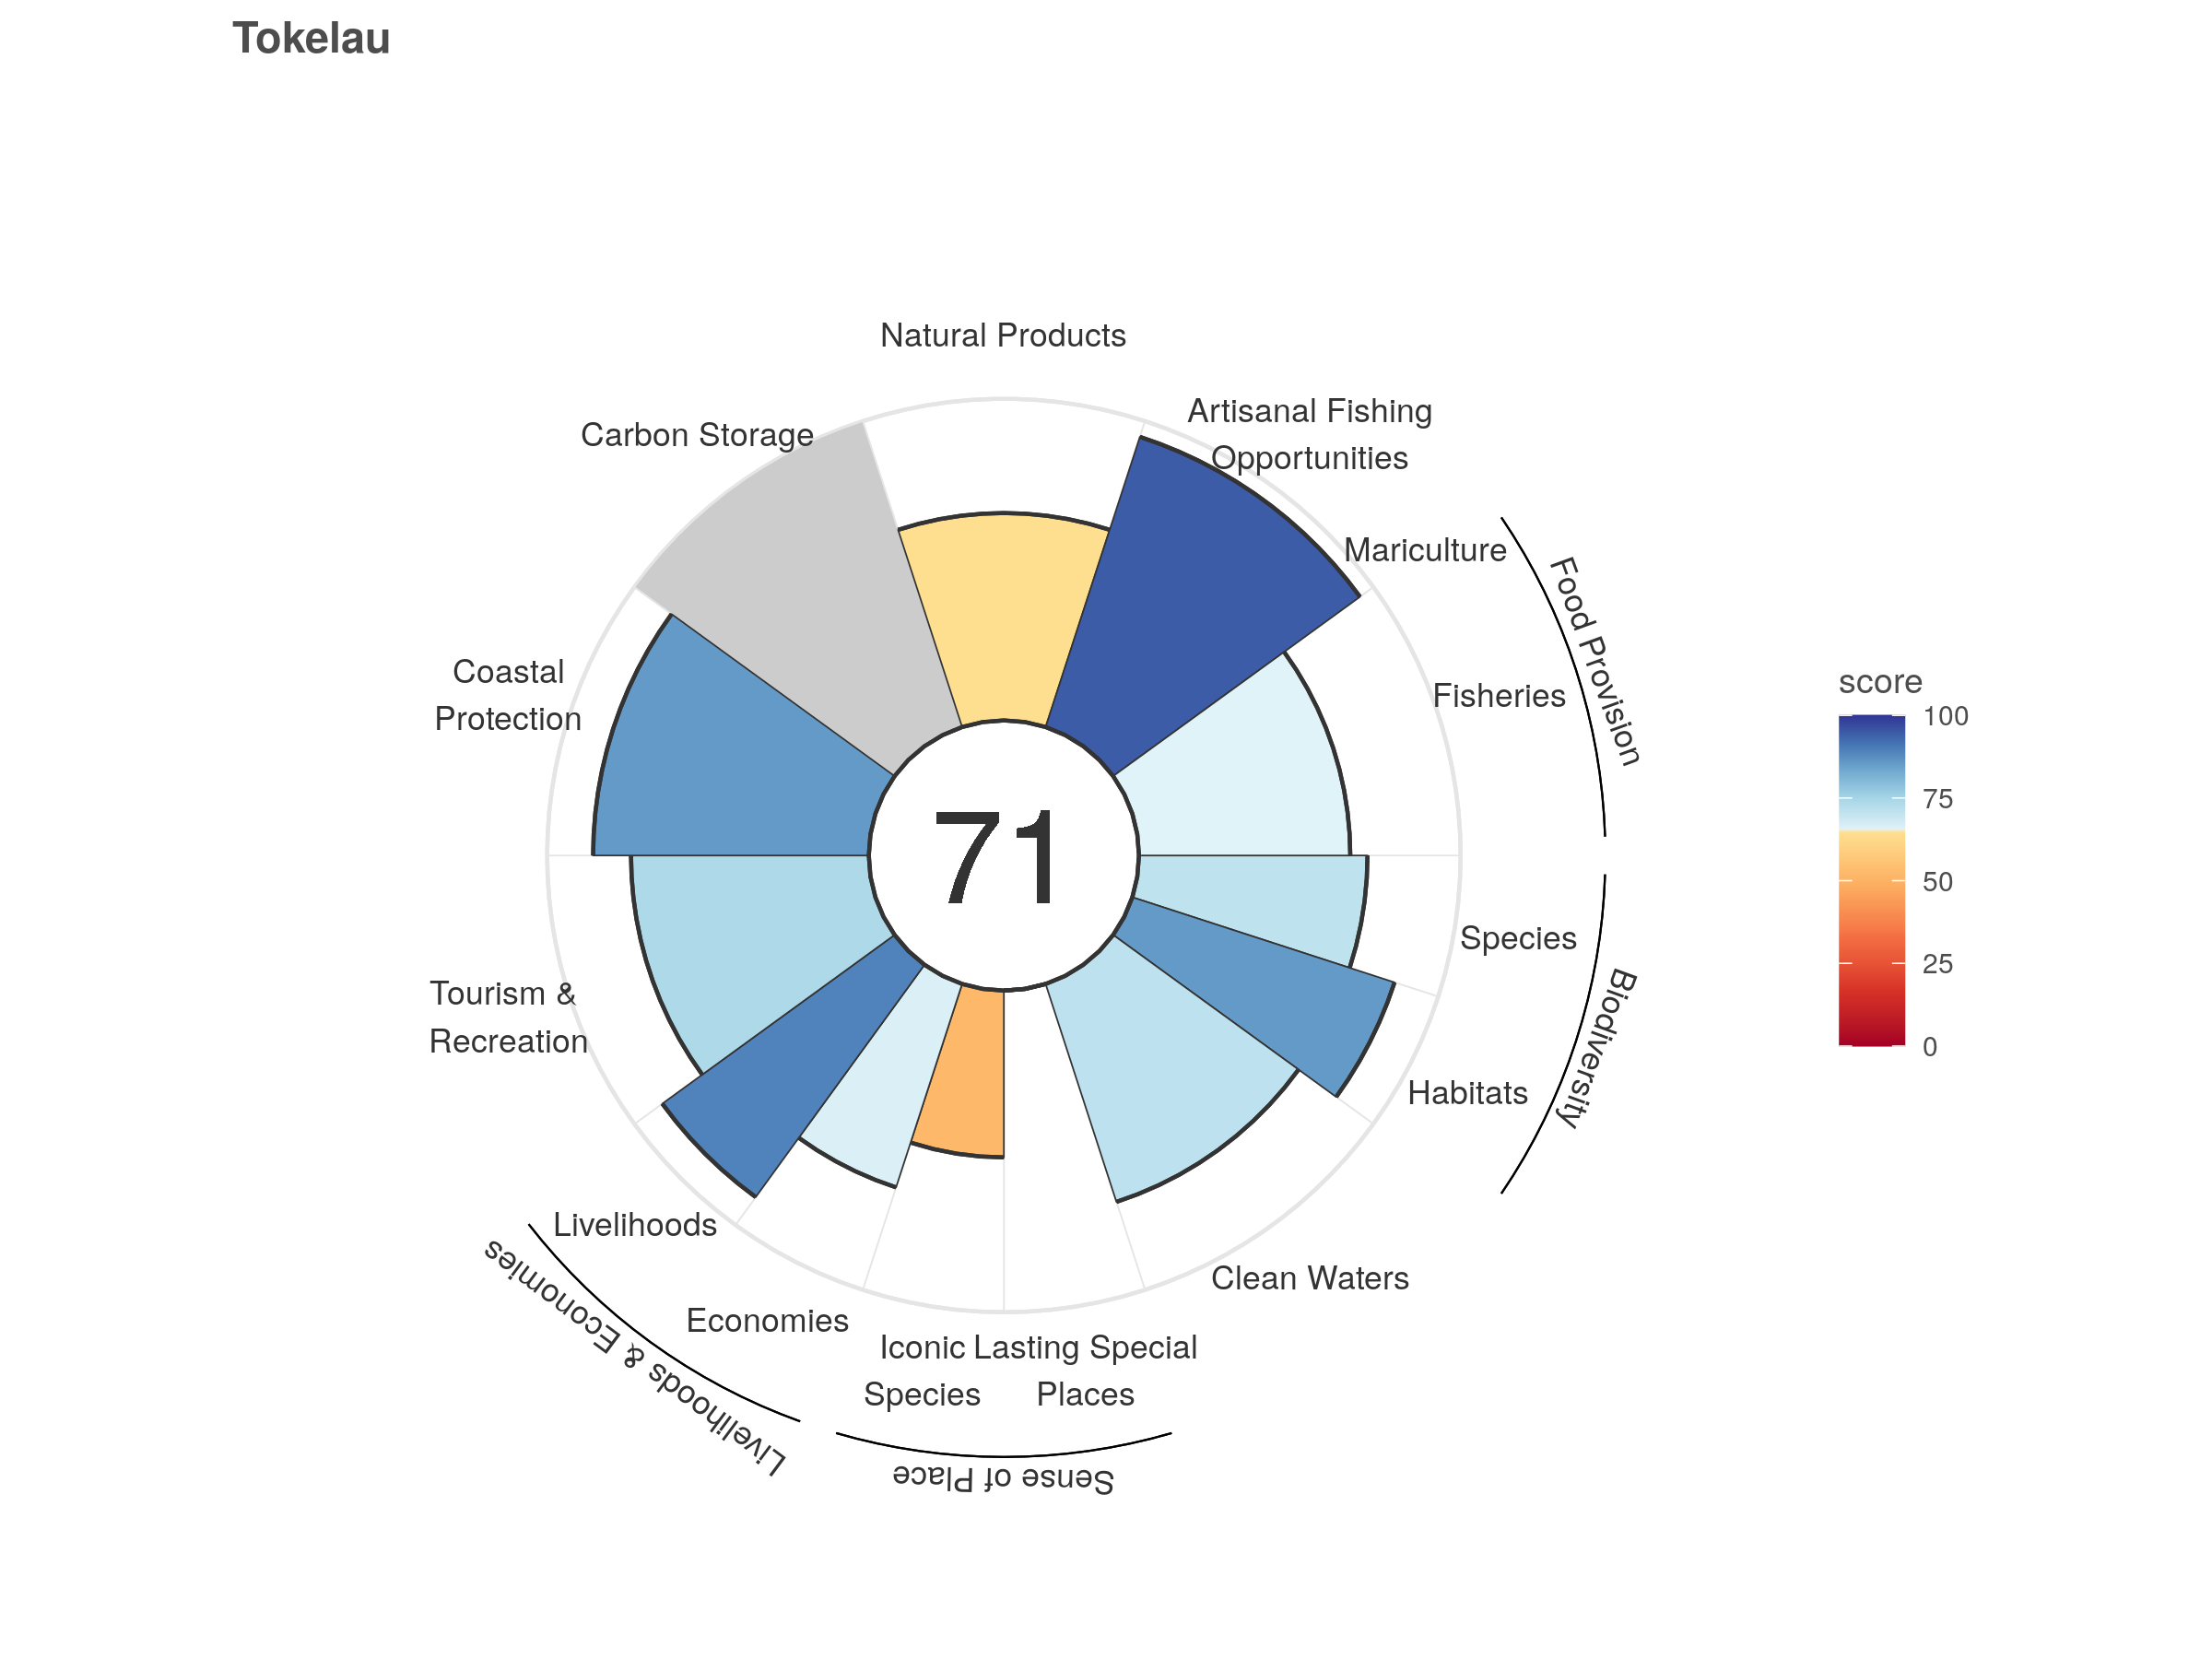 Tokelau
Natural Products
Artisanal Fishing
Opportunities
Carbon Storage
Mariculture
Food Provision
Coastal
Protection
Fisheries
score
100
75
50
25
0
71
Species
Biodiversity
Tourism &
Recreation
Habitats
Livelihoods
Clean Waters
Livelihoods & Economies
Economies
Iconic
Species
Lasting Special
Places
Sense of Place